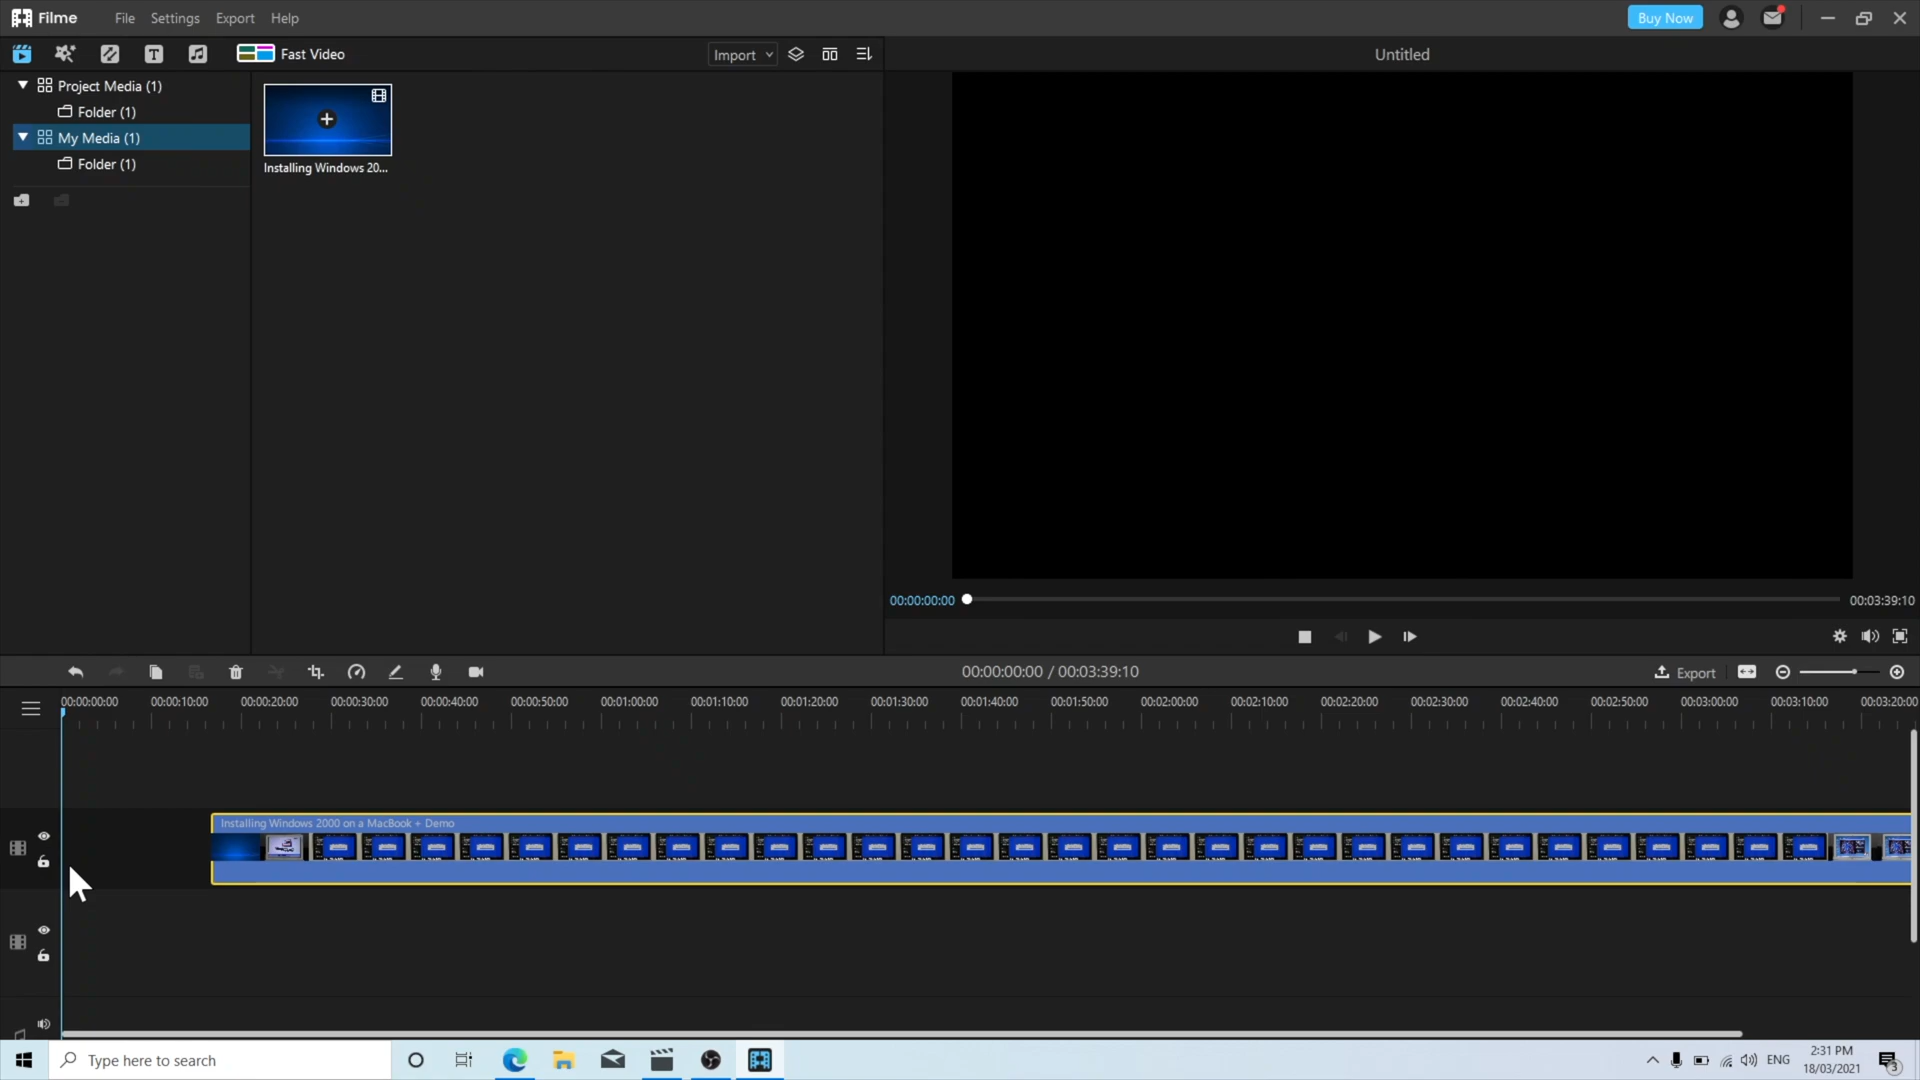 Filme File Settings Export Help Buy Now
Fast Video Import Untitled
Project Media (1)
Folder (1)
My Media (1)
Folder (1)
Installing Windows 20...
00:00:00:00 00:03:39:10
00:00:00:00 / 00:03:39:10 Export
00:00:00:00 00:00:10:00 00:00:20:00 00:00:30:00 00:00:40:00 00:00:50:00 00:01:00:00 00:01:10:00 00:01:20:00 00:01:30:00 00:01:40:00 00:01:50:00 00:02:00:00 00:02:10:00 00:02:20:00 00:02:30:00 00:02:40:00 00:02:50:00 00:03:00:00 00:03:10:00 00:03:20:00
Installing Windows 2000 on a MacBook + Demo
Type here to search ENG 2:31 PM
18/03/2021 3